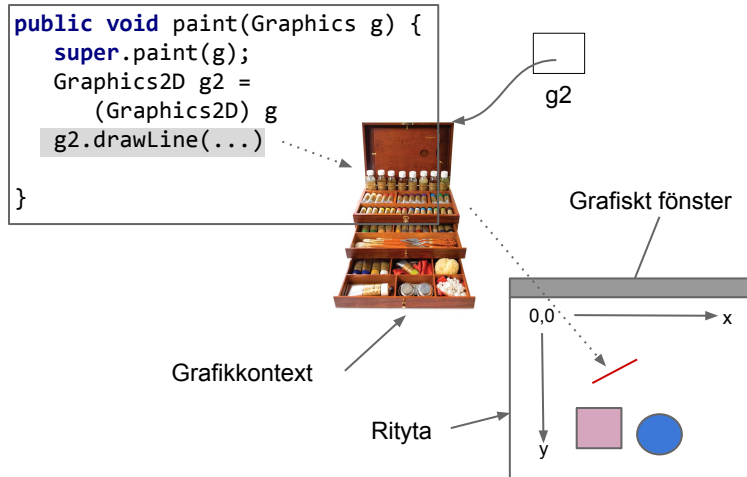 public void paint(Graphics g) {
super.paint(g);
Graphics2D g2 =
(Graphics2D) g
g2.drawLine(...)
}
g2
Grafiskt fönster
0,0
x
Grafikkontext
Rityta
y